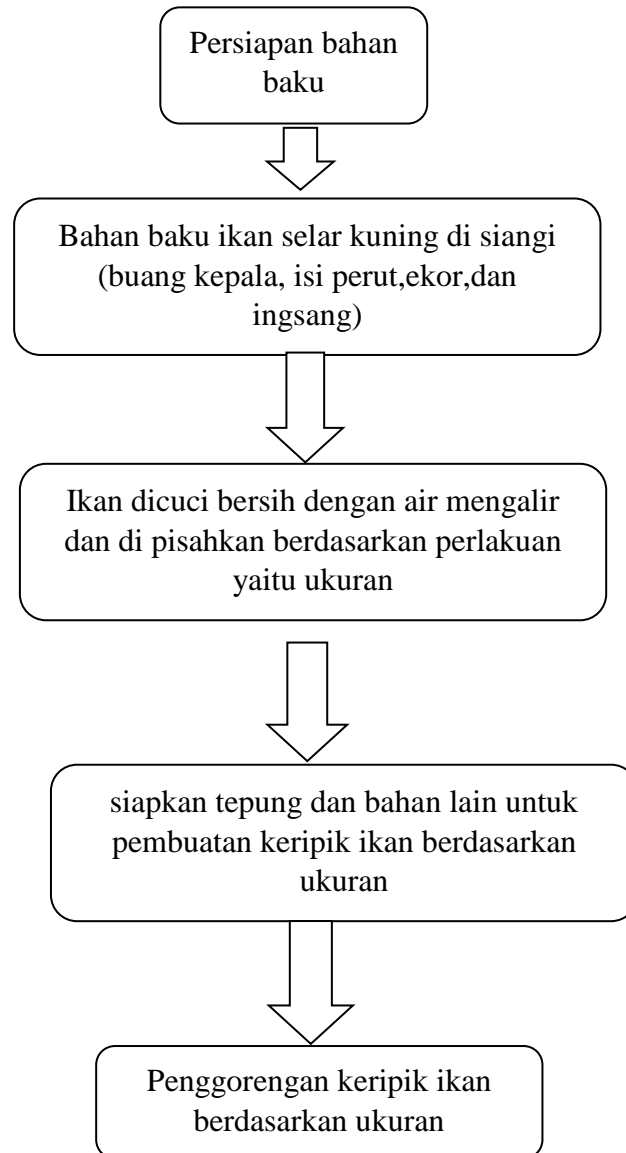 Persiapan bahan
baku
Bahan baku ikan selar kuning di siangi
(buang kepala, isi perut,ekor,dan
ingsang)
Ikan dicuci bersih dengan air mengalir
dan di pisahkan berdasarkan perlakuan
yaitu ukuran
siapkan tepung dan bahan lain untuk
pembuatan keripik ikan berdasarkan
ukuran
Penggorengan keripik ikan
berdasarkan ukuran